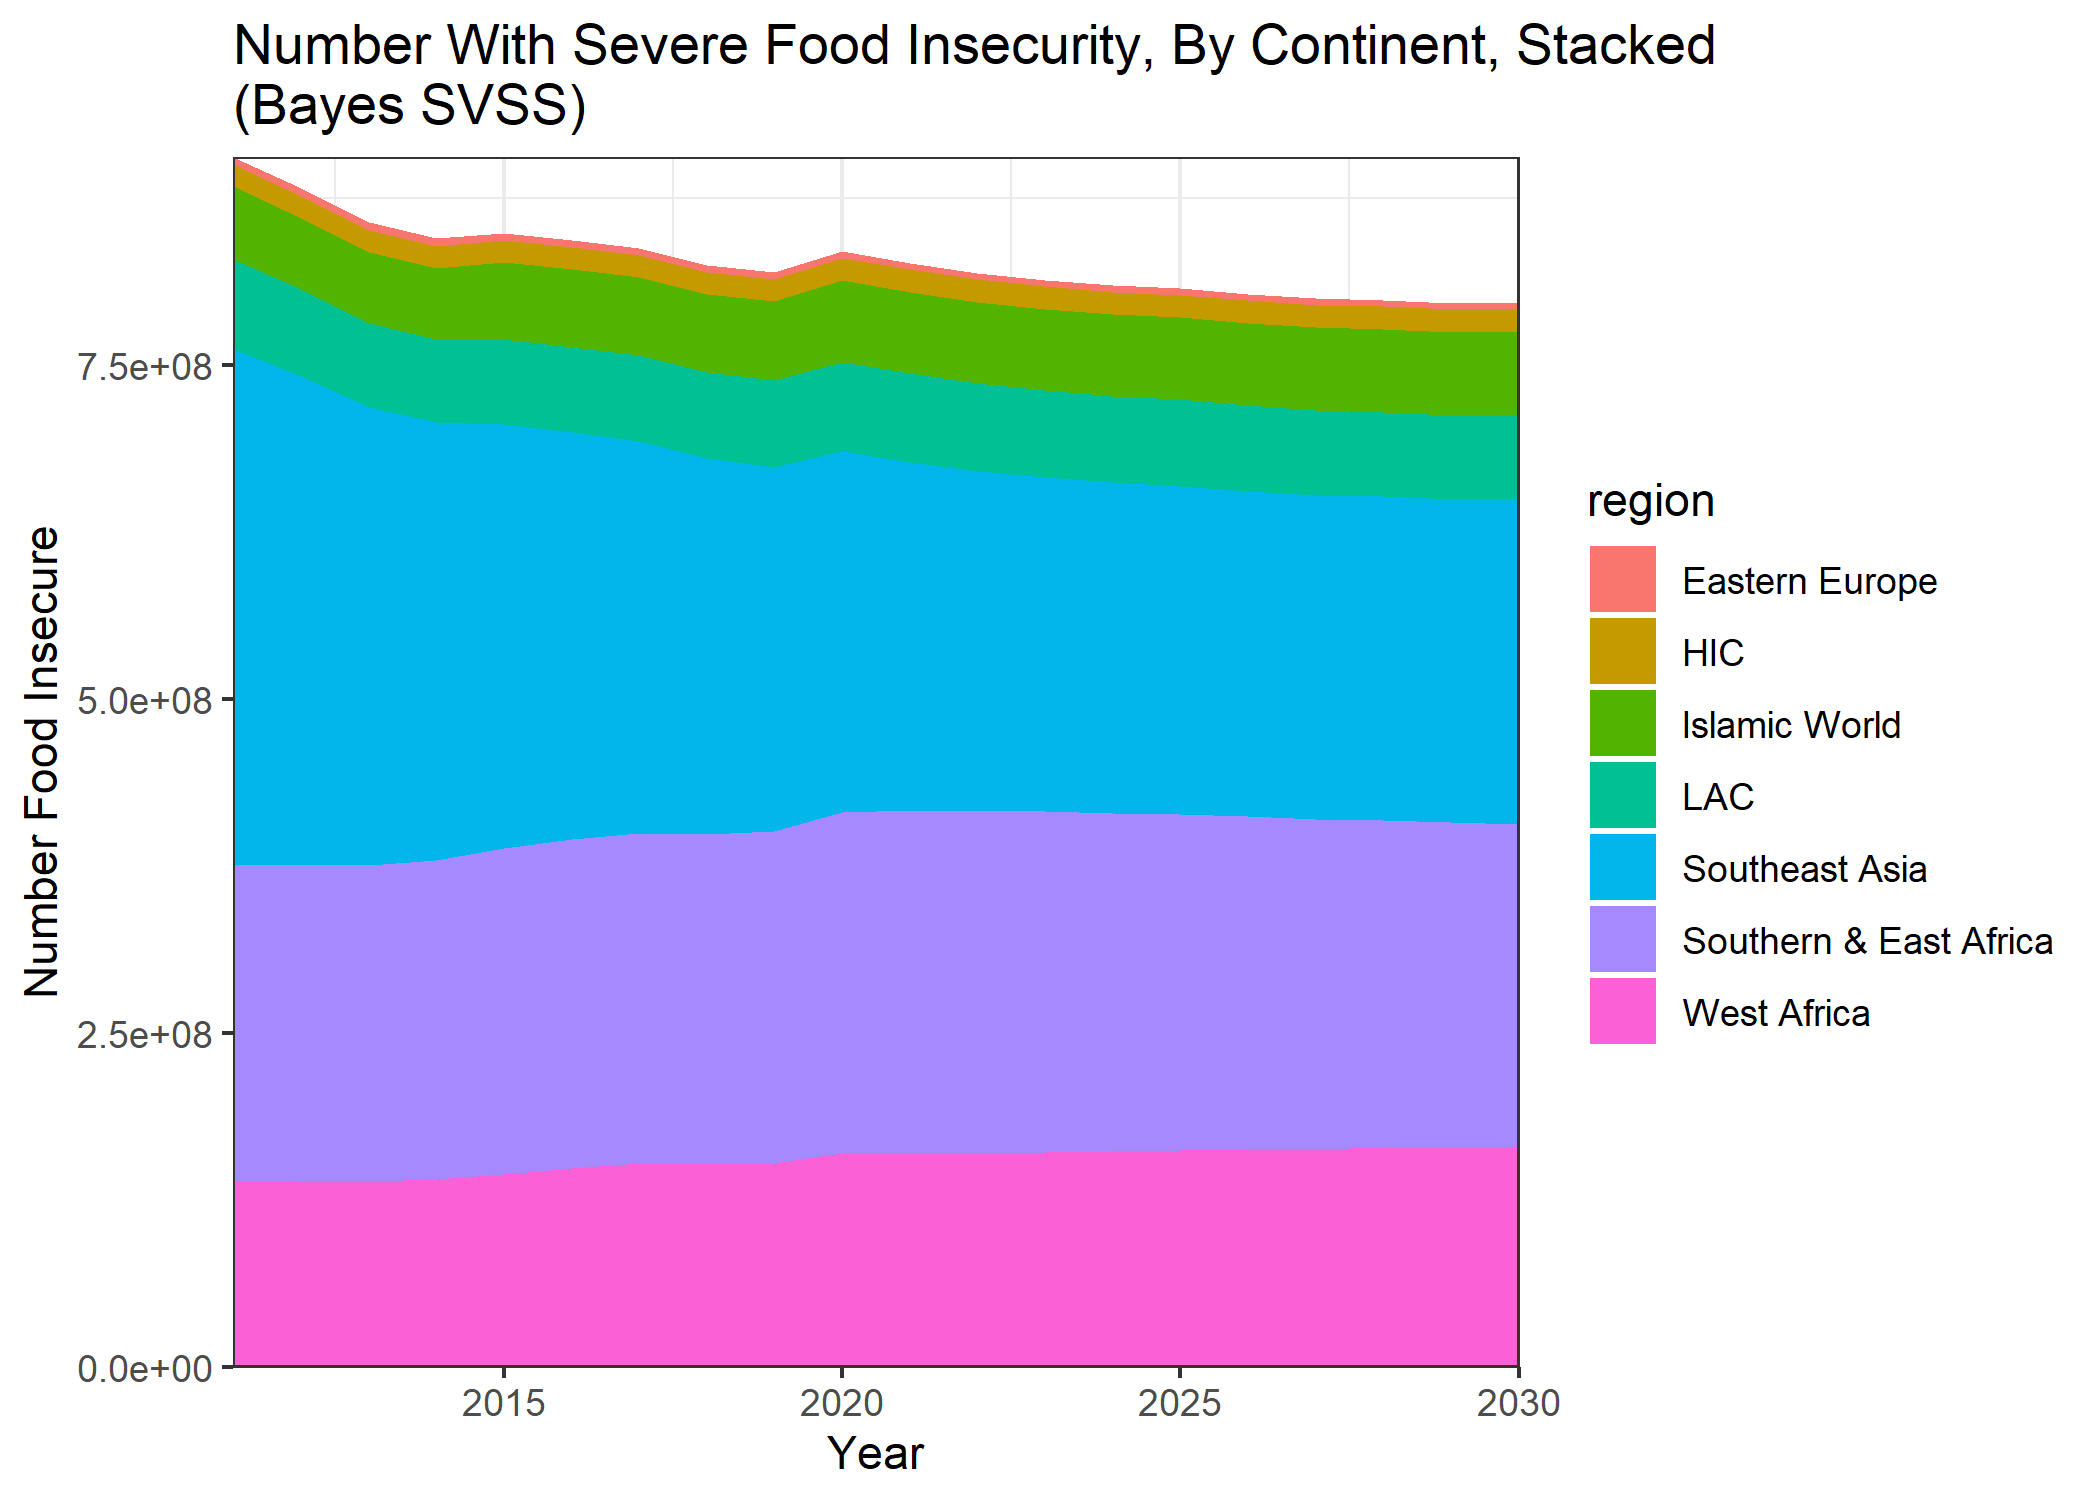 Number With Severe Food Insecurity, By Continent, Stacked
(Bayes SVSS)
Number Food Insecure
7.5e+08
5.0e+08
2.5e+08
0.0e+00
2015
2020
2025
2030
Year
region
Eastern Europe
HIC
Islamic World
LAC
Southeast Asia
Southern & East Africa
West Africa